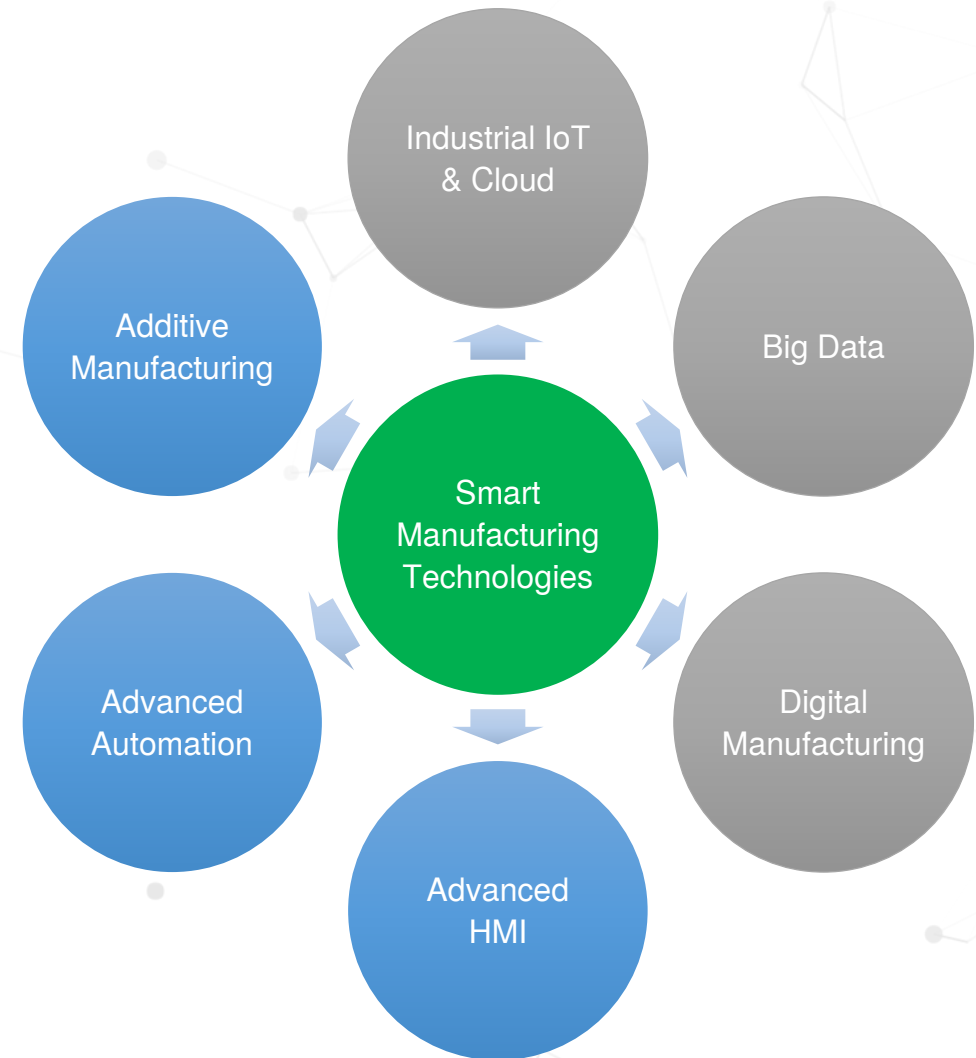 Industrial IoT
& Cloud
Additive
Manufacturing
Big Data
Smart
Manufacturing
Technologies
Advanced
Automation
Digital
Manufacturing
Advanced
HMI